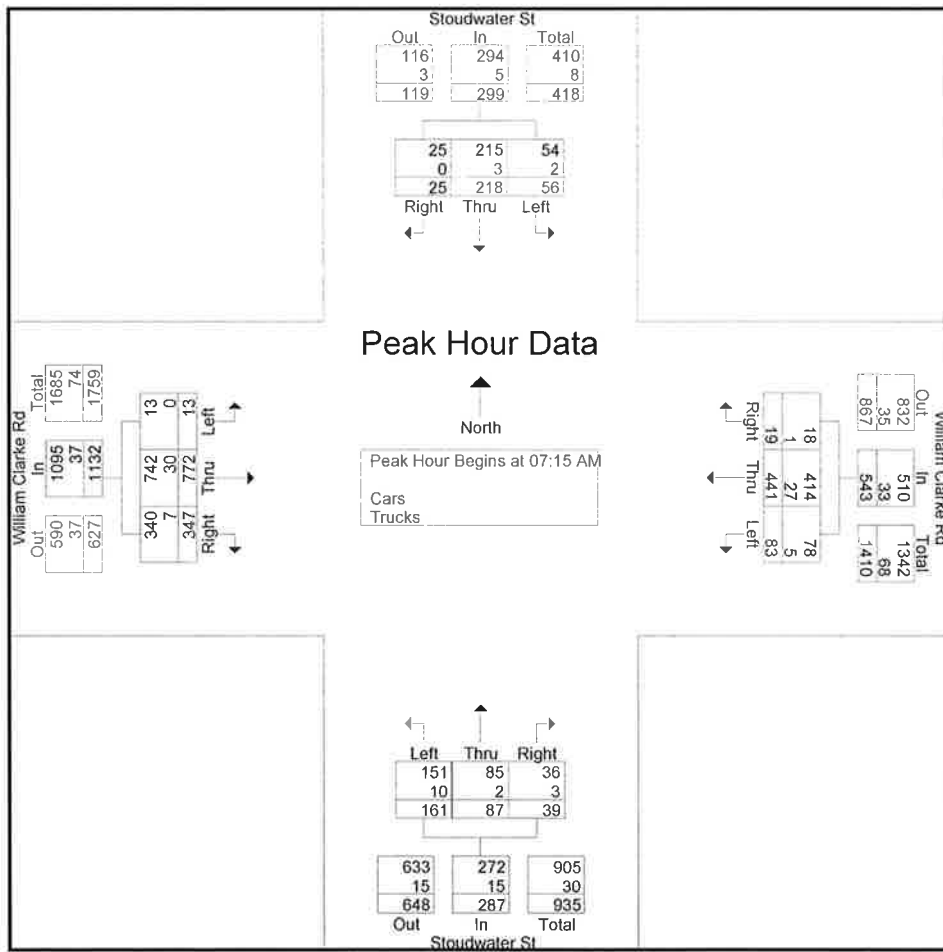 Stoudwater St
Out In Total
116 294 410
3 5 8
119 299 418
25 215 54
0 3 2
25 218 56
Right Thru Left
Peak Hour Data
North
Peak Hour Begins at 07:15 AM
Cars
Trucks
William Clarke Rd
Total In Out
1685 1095 590
74 37 37
1759 1132 627
Left Thru Right
13 742 340
0 30 7
13 772 347
William Clarke Rd
Out In Total
832 510 1342
35 33 68
867 543 1410
Right Thru Left
18 414 78
1 27 5
19 441 83
Left Thru Right
151 85 36
10 2 3
161 87 39
633 272 905
15 15 30
648 287 935
Out In Total
Stoudwater St